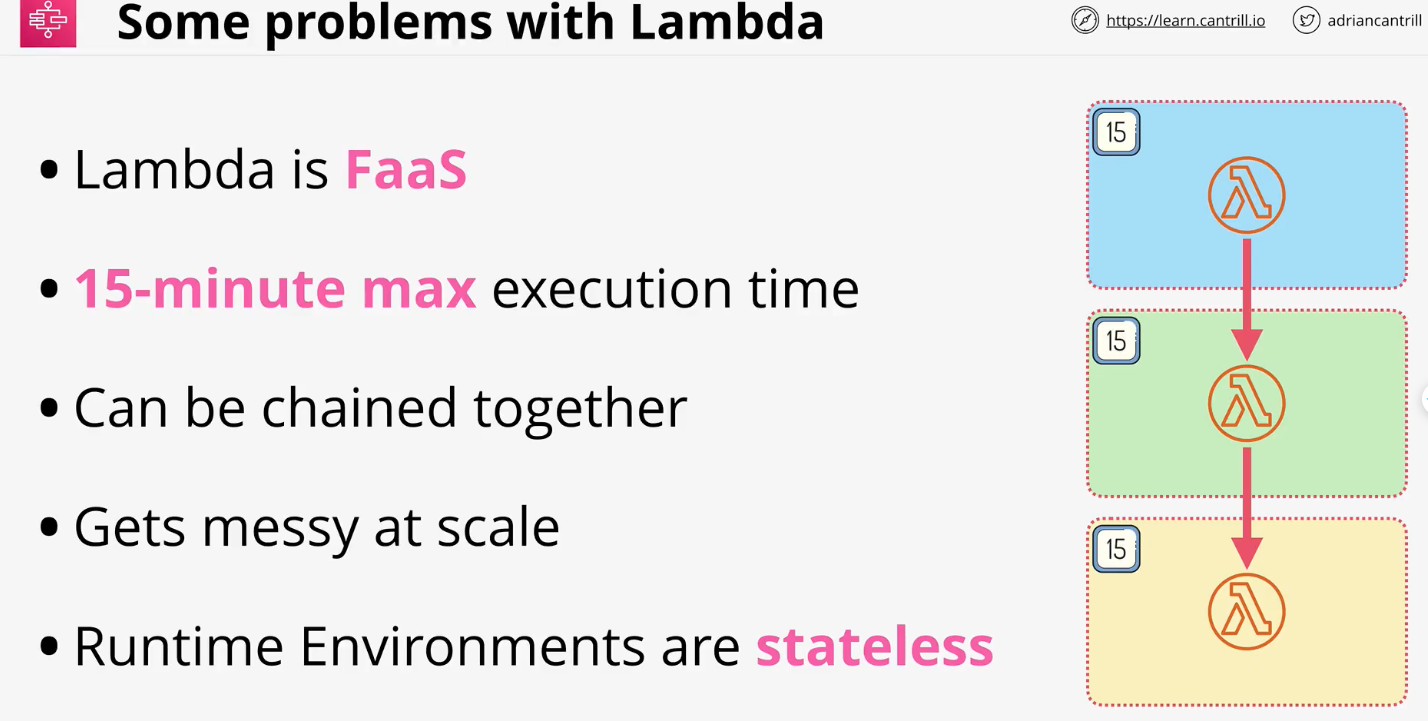 Some problems with Lambda
https://learn.cantrill.io
adriancantrill
• Lambda is FaaS
• 15-minute max execution time
• Can be chained together
• Gets messy at scale
• Runtime Environments are stateless
15
15
15